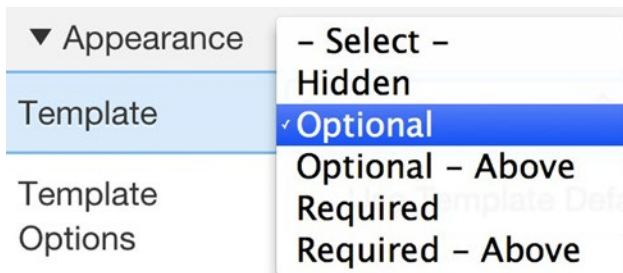 ▼ Appearance
Template
Template
Options
– Select –
Hidden
✓Optional
Optional – Above
Required
Required – Above